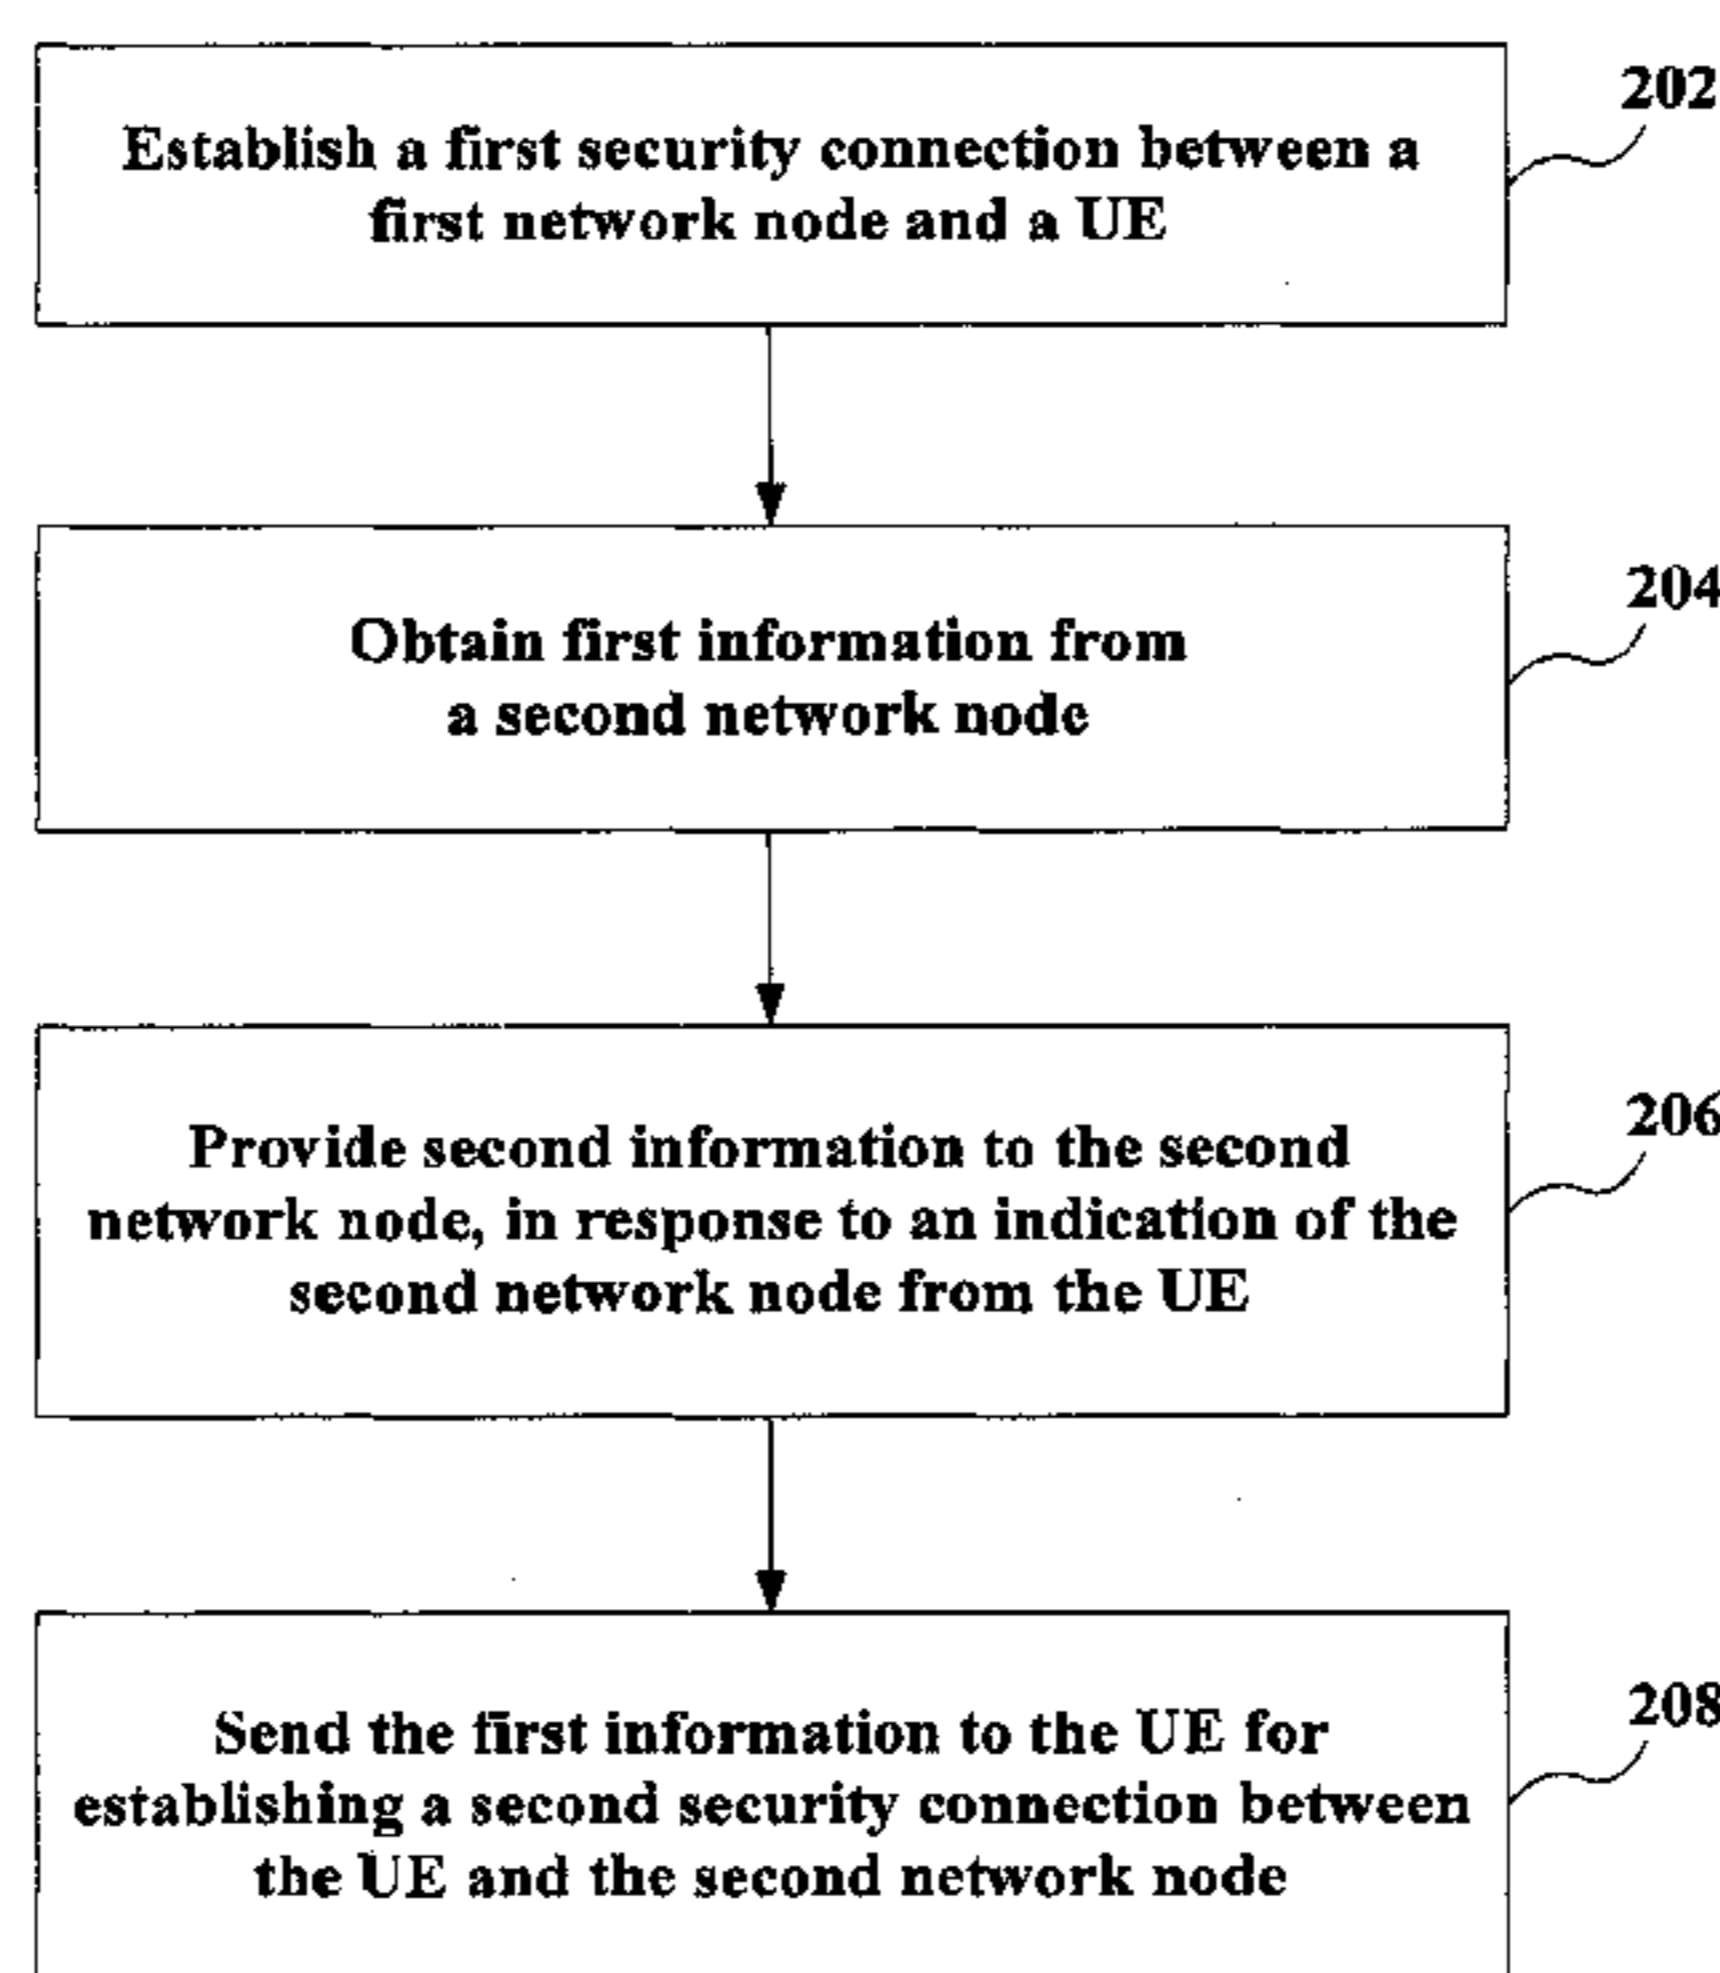 202
Establish a first security connection between a
first network node and a UE
204
Obtain first information from
a second network node
206
Provide second information to the second
network node, in response to an indication of the
second network node from the UE
208
Send the first information to the UE for
establishing a second security connection between
the UE and the second network node